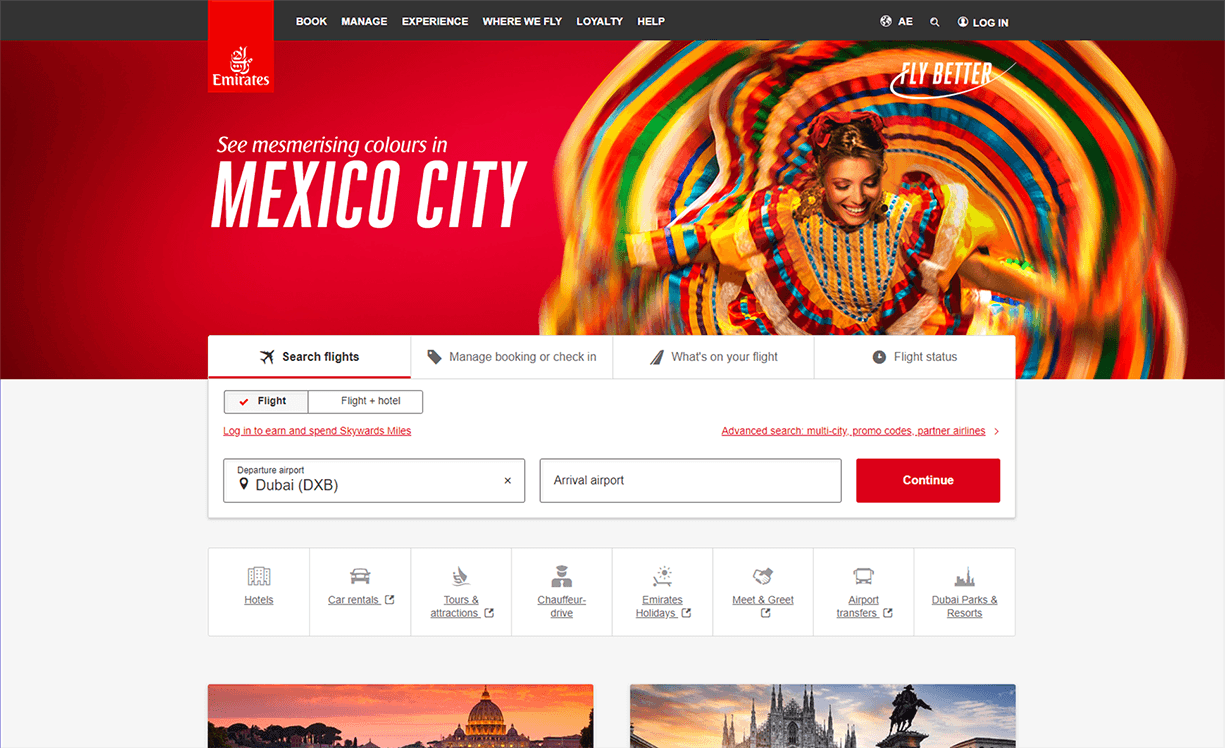 BOOK MANAGE EXPERIENCE WHERE WE FLY LOYALTY HELP AE LOG IN
Emirates
FLY BETTER
See mesmerising colours in
MEXICO CITY
Search flights
Manage booking or check in
What's on your flight
Flight status
Flight
Flight + hotel
Log in to earn and spend Skywards Miles
Advanced search: multi-city, promo codes, partner airlines
Departure airport
Dubai (DXB)
Arrival airport
Continue
Hotels
Car rentals
Tours &
attractions
Chauffeur-
drive
Emirates
Holidays
Meet & Greet
Airport
transfers
Dubai Parks &
Resorts